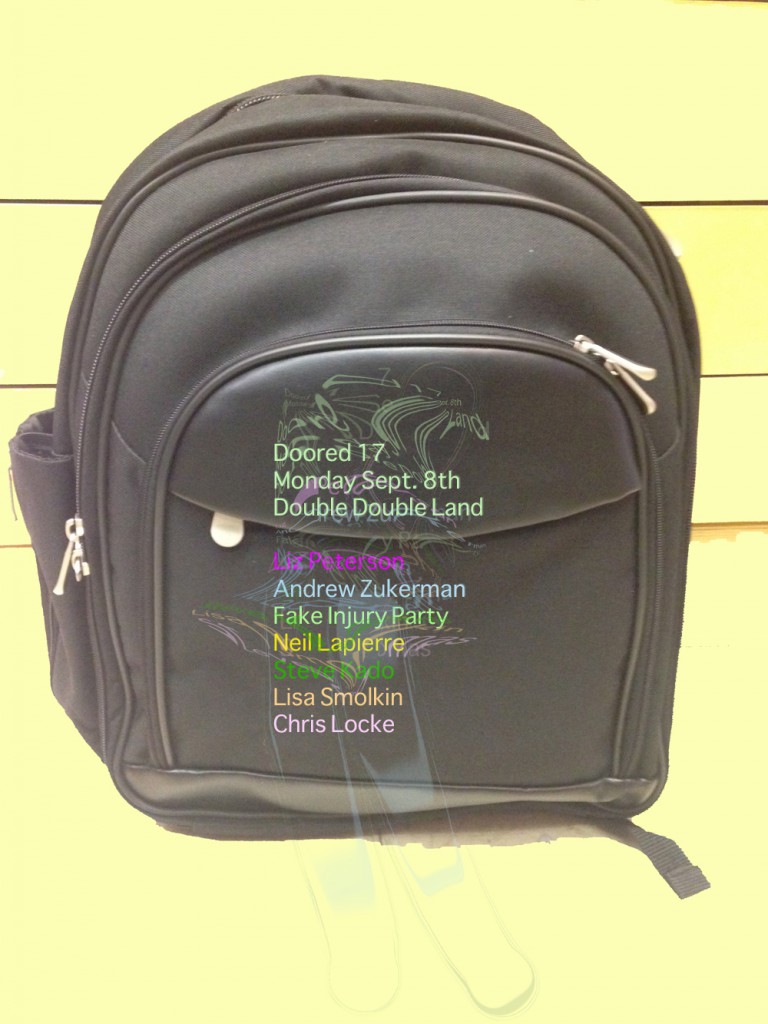 Doored 17
Monday Sept. 8th
Double Double Land
Liz Peterson
Andrew Zukerman
Fake Injury Party
Neil Lapierre
Steve Kado
Lisa Smolkin
Chris Locke